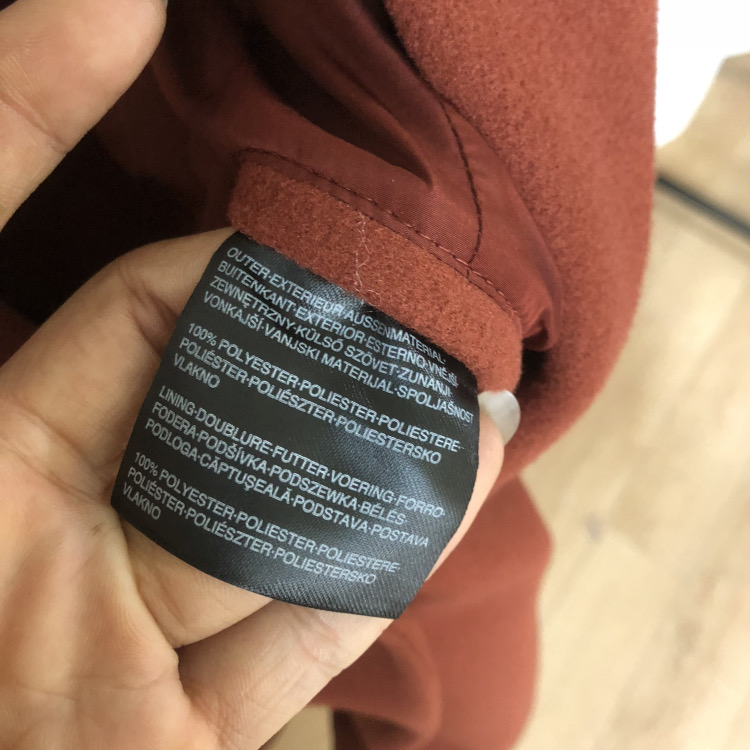 OUTER·EXTERIEUR·AUSSENMATERIAL·
BUITENKANT·EXTERIOR·ESTERNO·VNĚJŠÍ·
ZEWNĘTRZNY·KÜLSŐ SZÖVET·ZUNANJI·
VONKAJŠÍ·VANJSKI MATERIJAL·SPOLJAŠNOST
100% POLYESTER·POLIESTER·POLIESTERE·
POLIÉSTER·POLIÉSZTER·POLIESTERSKO
VLAKNO
LINING·DOUBLURE·FUTTER·VOERING·FORRO·
FODERA·PODŠÍVKA·PODSZEWKA·BÉLÉS·
PODLOGA·CĂPTUȘEALĂ·PODSTAVA·POSTAVA
100% POLYESTER·POLIESTER·POLIESTERE·
POLIÉSTER·POLIÉSZTER·POLIESTERSKO
VLAKNO